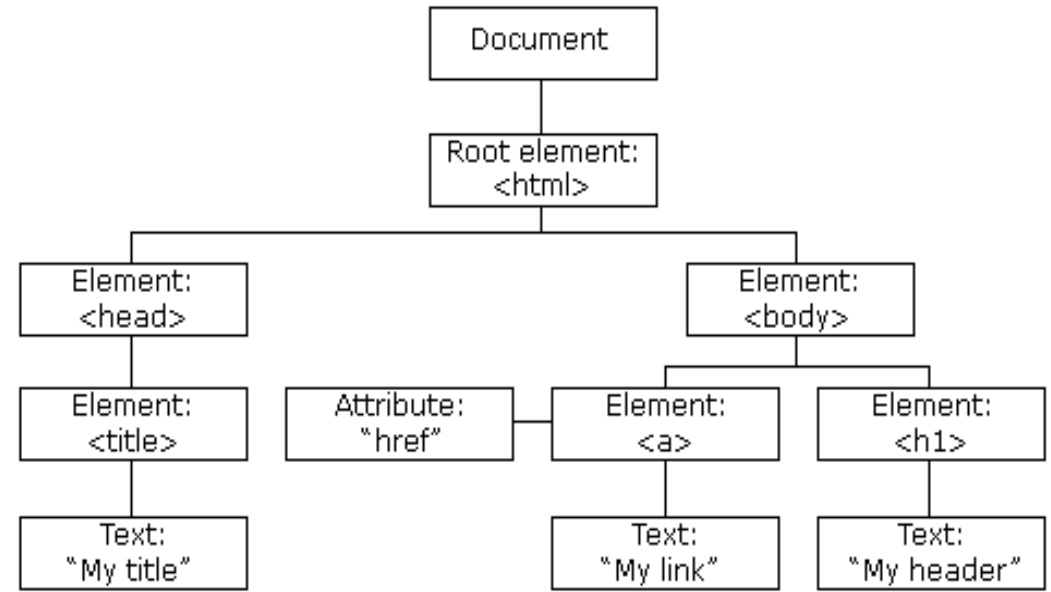 Document
Root element:
<html>
Element:
<head>
Element:
<body>
Element:
<title>
Attribute:
“href”
Element:
<a>
Element:
<h1>
Text:
“My title”
Text:
“My link”
Text:
“My header”